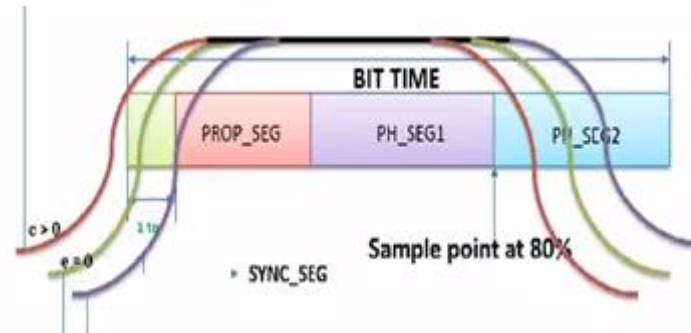 BIT TIME
PROP_SEG PH_SEG1 PH_SEG2
e > 0
1 tq
e = 0
Sample point at 80%
SYNC_SEG